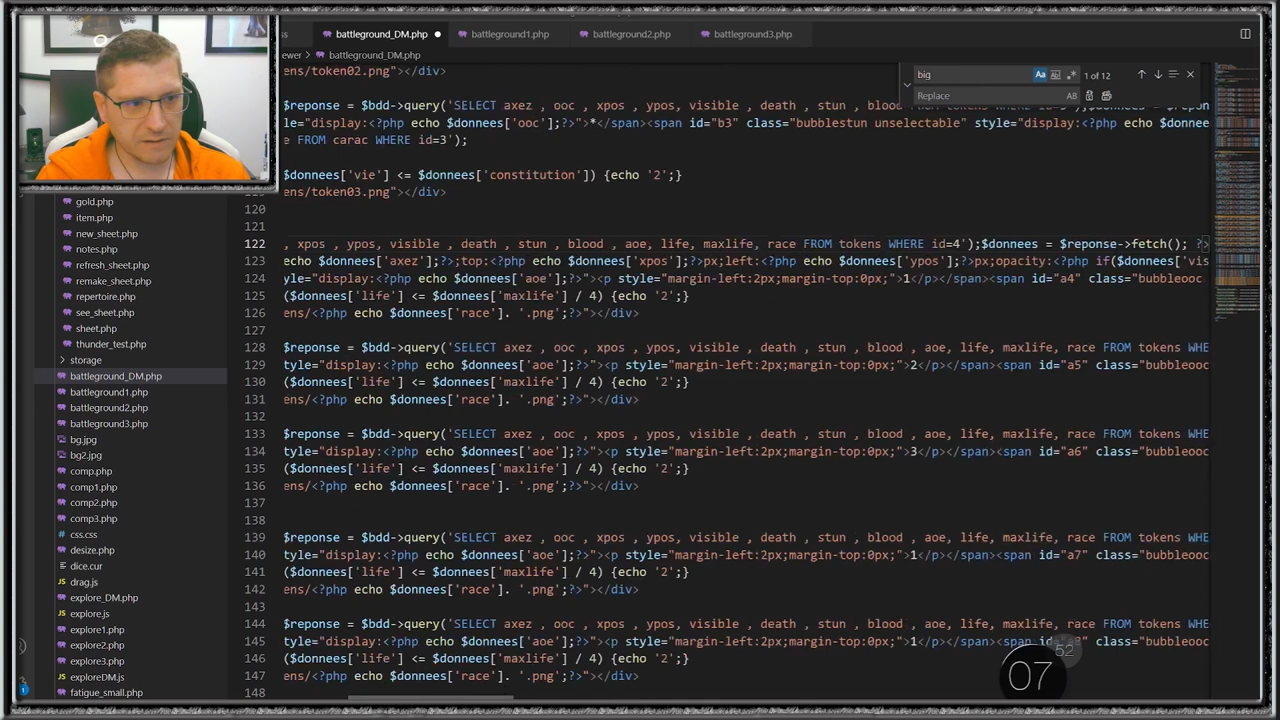 ss
battleground_DM.php
battleground1.php
battleground2.php
battleground3.php
ewer > battleground_DM.php
big
Aa
1 of 12
Replace
AB
ens/token02.png"></div>
$reponse = $bdd->query('SELECT axez , ooc , xpos , ypos, visible , death , stun , blood
tyle="display:<?php echo $donnees['aoe'];?>">*</span><span id="b3" class="bubblestun unselectable" style="display:<?php echo $donnee
e FROM carac WHERE id=3');
$donnees['vie'] <= $donnees['constitution']) {echo '2';}
ens/token03.png"></div>
120
121
122 , xpos , ypos, visible , death , stun , blood , aoe, life, maxlife, race FROM tokens WHERE id= $donnees = $reponse->fetch(); ?>
123 echo $donnees['axez'];?>;top:<?php echo $donnees['xpos'];?>px;left:<?php echo $donnees['ypos'];?>px;opacity:<?php if($donnees['vis
124 tyle="display:<?php echo $donnees['aoe'];?>"><p style="margin-left:2px;margin-top:0px;">1</p></span><span id="a4" class="bubbleooc
125 ($donnees['life'] <= $donnees['maxlife'] / 4) {echo '2';}
126 ens/<?php echo $donnees['race']. '.png';?>"></div>
127
128 $reponse = $bdd->query('SELECT axez , ooc , xpos , ypos, visible , death , stun , blood , aoe, life, maxlife, race FROM tokens WHE
129 tyle="display:<?php echo $donnees['aoe'];?>"><p style="margin-left:2px;margin-top:0px;">2</p></span><span id="a5" class="bubbleooc
130 ($donnees['life'] <= $donnees['maxlife'] / 4) {echo '2';}
131 ens/<?php echo $donnees['race']. '.png';?>"></div>
132
133 $reponse = $bdd->query('SELECT axez , ooc , xpos , ypos, visible , death , stun , blood , aoe, life, maxlife, race FROM tokens WHE
134 tyle="display:<?php echo $donnees['aoe'];?>"><p style="margin-left:2px;margin-top:0px;">3</p></span><span id="a6" class="bubbleooc
135 ($donnees['life'] <= $donnees['maxlife'] / 4) {echo '2';}
136 ens/<?php echo $donnees['race']. '.png';?>"></div>
137
138
139 $reponse = $bdd->query('SELECT axez , ooc , xpos , ypos, visible , death , stun , blood , aoe, life, maxlife, race FROM tokens WHE
140 tyle="display:<?php echo $donnees['aoe'];?>"><p style="margin-left:2px;margin-top:0px;">1</p></span><span id="a7" class="bubbleooc
141 ($donnees['life'] <= $donnees['maxlife'] / 4) {echo '2';}
142 ens/<?php echo $donnees['race']. '.png';?>"></div>
143
144 $reponse = $bdd->query('SELECT axez , ooc , xpos , ypos, visible , death , stun , blood , aoe, life, maxlife, race FROM tokens WHE
145 tyle="display:<?php echo $donnees['aoe'];?>"><p style="margin-left:2px;margin-top:0px;">1</p></span><span class="bubbleooc
146 ($donnees['life'] <= $donnees['maxlife'] / 4) {echo '2';}
147 ens/<?php echo $donnees['race']. '.png';?>"></div>
148
gold.php
item.php
new_sheet.php
notes.php
refresh_sheet.php
remake_sheet.php
repertoire.php
see_sheet.php
sheet.php
thunder_test.php
storage
battleground_DM.php
battleground1.php
battleground2.php
battleground3.php
bg.jpg
bg2.jpg
comp.php
comp1.php
comp2.php
comp3.php
css.css
desize.php
dice.cur
drag.js
explore_DM.php
explore.js
explore1.php
explore2.php
explore3.php
exploreDM.js
fatigue_small.php
1
52
07